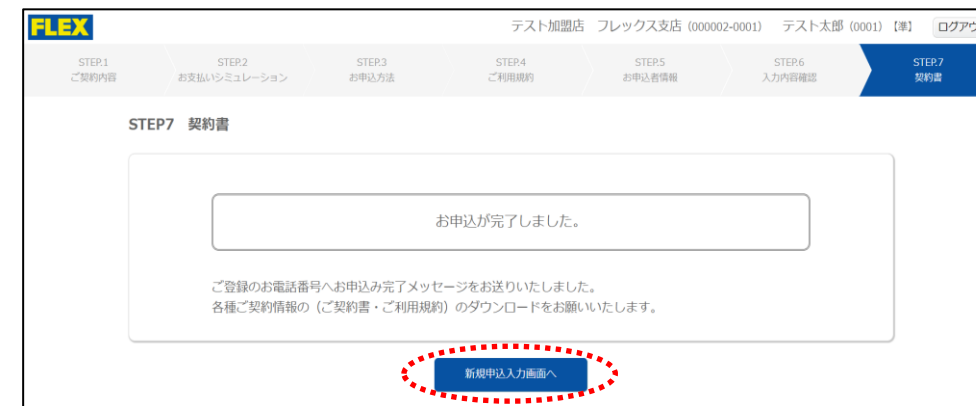 FLEX
テスト加盟店 フレックス支店 (000002-0001) テスト太郎 (0001) 【準】 ログアウ
STEP.1
ご契約内容
STEP.2
お支払いシミュレーション
STEP.3
お申込方法
STEP.4
ご利用規約
STEP.5
お申込者情報
STEP.6
入力内容確認
STEP.7
契約書
STEP7 契約書
お申込が完了しました。
ご登録のお電話番号へお申込み完了メッセージをお送りいたしました。
各種ご契約情報の（ご契約書・ご利用規約）のダウンロードをお願いいたします。
新規申込入力画面へ